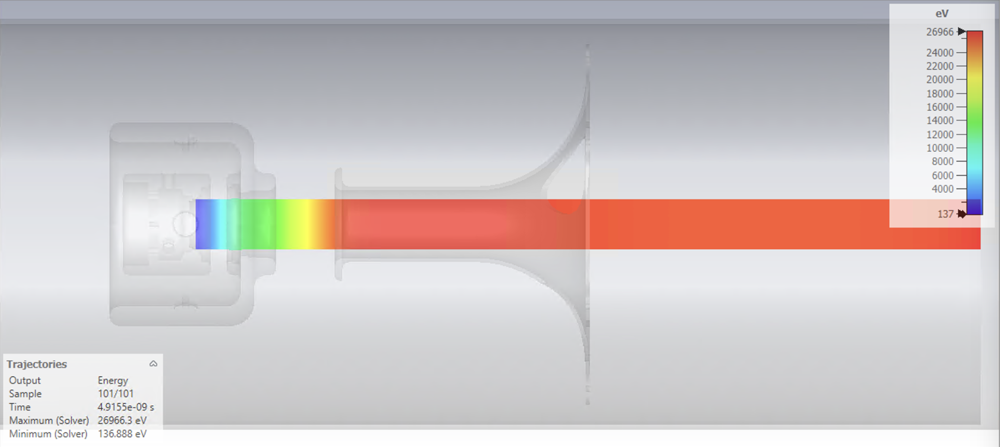 eV
26966
24000
22000
20000
18000
16000
14000
12000
10000
8000
6000
4000
137
Trajectories
Output Energy
Sample 101/101
Time 4.9155e-09 s
Maximum (Solver) 26966.3 eV
Minimum (Solver) 136.888 eV